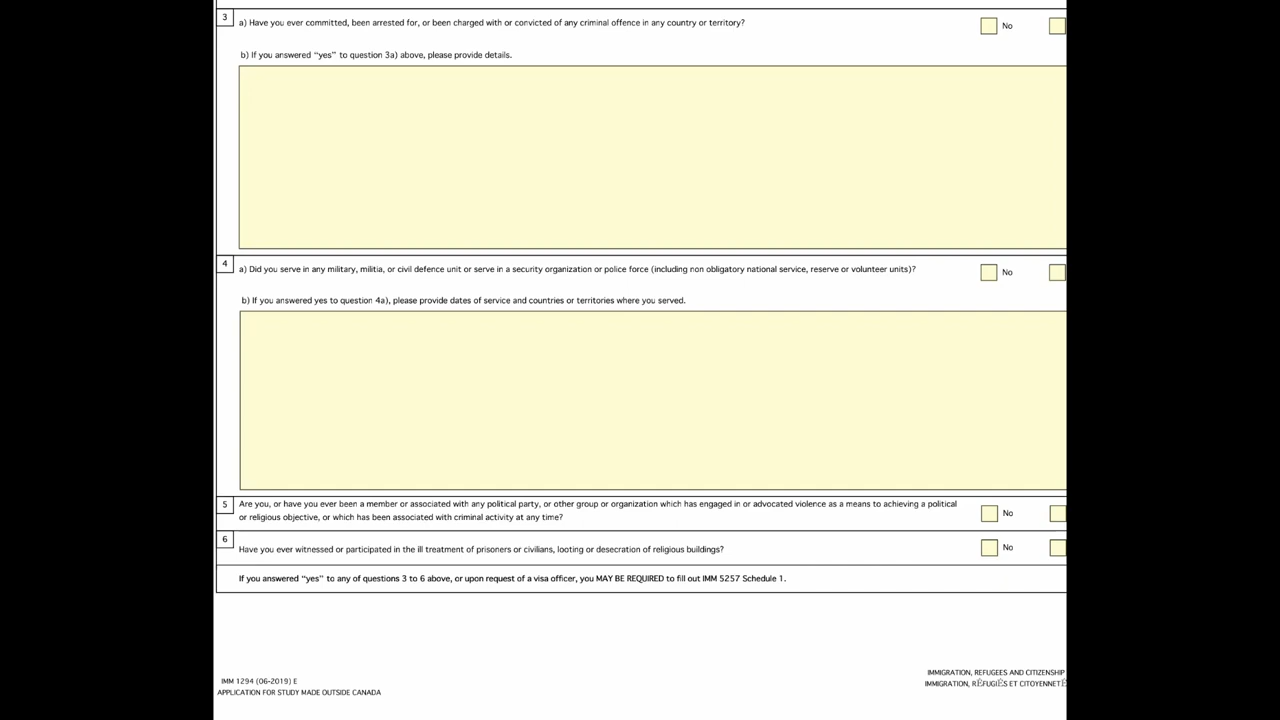 3
a) Have you ever committed, been arrested for, or been charged with or convicted of any criminal offence in any country or territory?
No
b) If you answered “yes” to question 3a) above, please provide details.
4
a) Did you serve in any military, militia, or civil defence unit or serve in a security organization or police force (including non obligatory national service, reserve or volunteer units)?
No
b) If you answered yes to question 4a), please provide dates of service and countries or territories where you served.
5
Are you, or have you ever been a member or associated with any political party, or other group or organization which has engaged in or advocated violence as a means to achieving a political
or religious objective, or which has been associated with criminal activity at any time?
No
6
Have you ever witnessed or participated in the ill treatment of prisoners or civilians, looting or desecration of religious buildings?
No
If you answered “yes” to any of questions 3 to 6 above, or upon request of a visa officer, you MAY BE REQUIRED to fill out IMM 5257 Schedule 1.
IMMIGRATION, REFUGEES AND CITIZENSHIP
IMM 1294 (06-2019) E
IMMIGRATION, RÉFUGIÉS ET CITOYENNETÉ
APPLICATION FOR STUDY MADE OUTSIDE CANADA